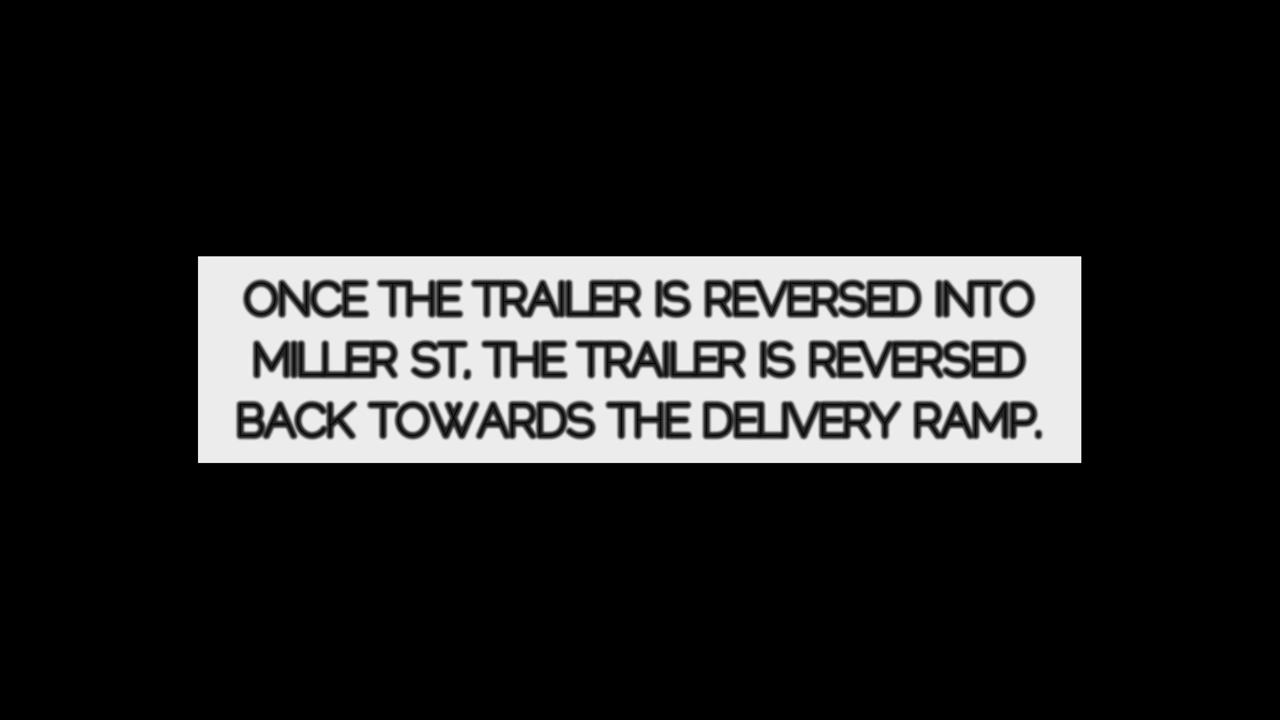 ONCE THE TRAILER IS REVERSED INTO
MILLER ST, THE TRAILER IS REVERSED
BACK TOWARDS THE DELIVERY RAMP.